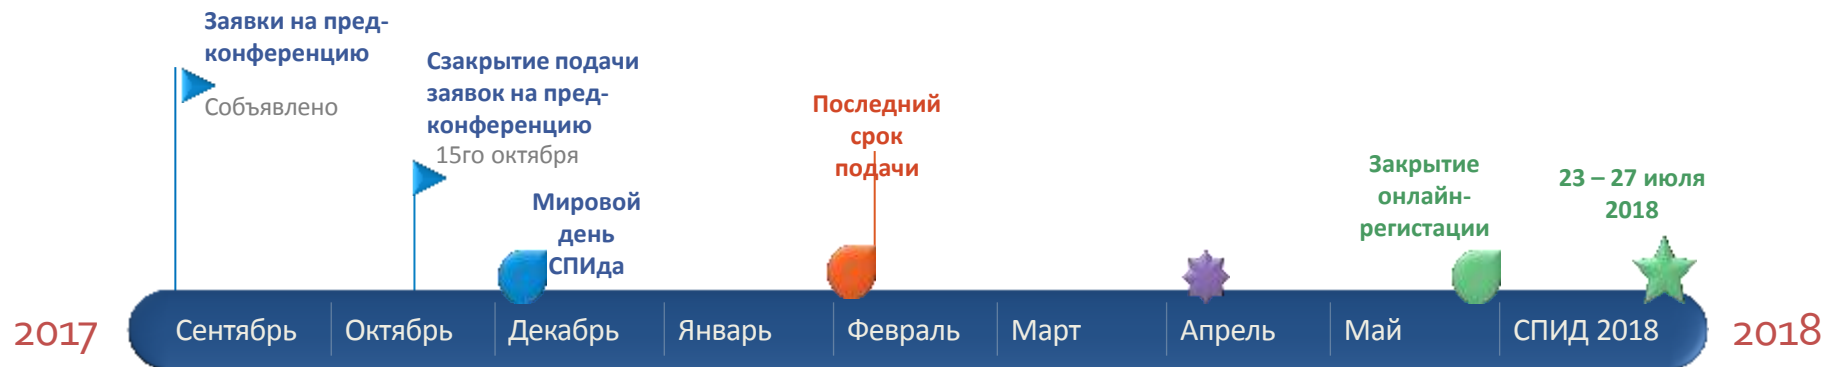 Заявки на пред-
конференцию
Собъявлено
Сзакрытие подачи
заявок на пред-
конференцию
15го октября
Мировой
день
СПИда
Последний
срок
подачи
Закрытие
онлайн-
регистации
23 – 27 июля
2018
2017
Сентябрь
Октябрь
Декабрь
Январь
Февраль
Март
Апрель
Май
СПИД 2018
2018